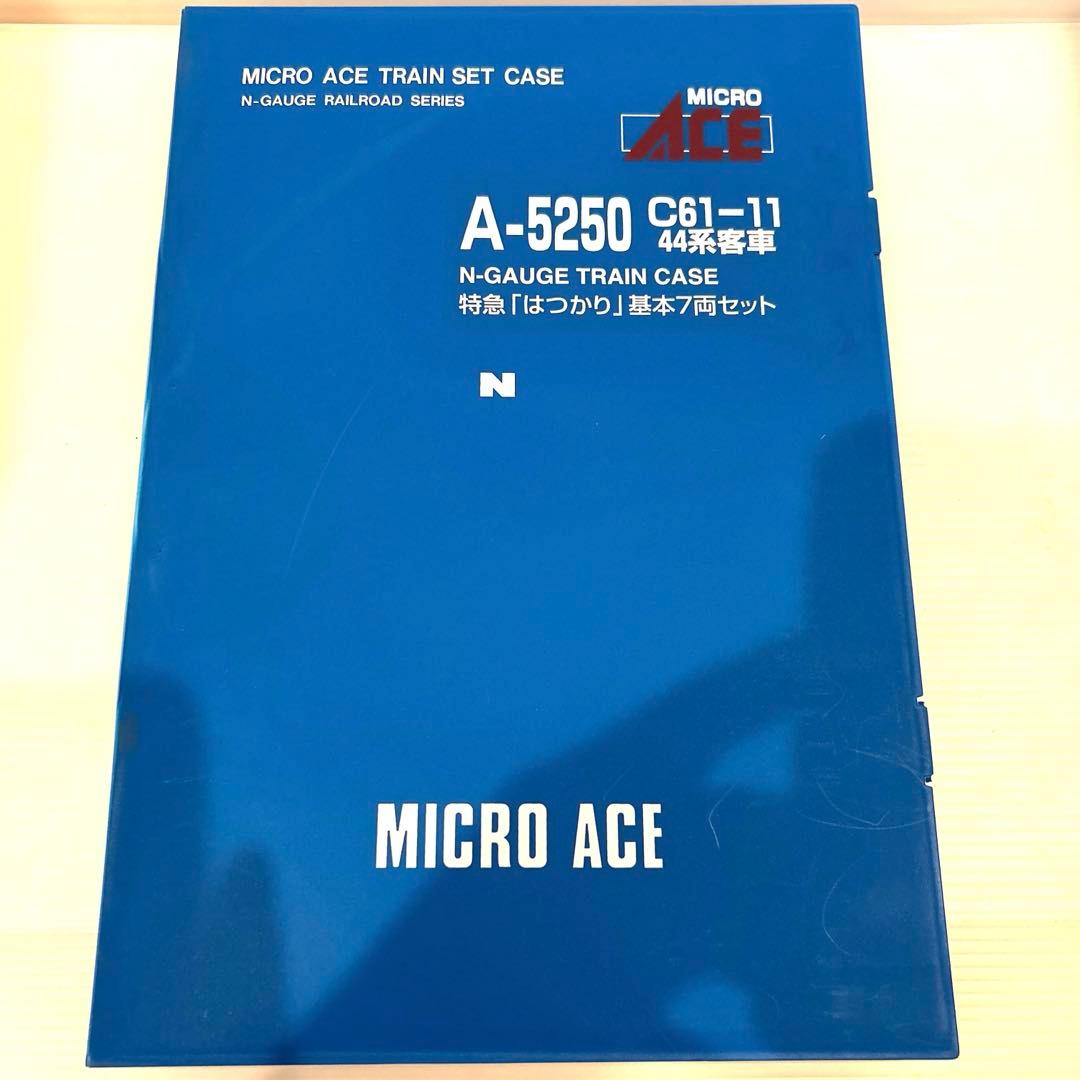 MICRO ACE TRAIN SET CASE
N-GAUGE RAILROAD SERIES
MICRO
ACE
A-5250 C61-11
44系客車
N-GAUGE TRAIN CASE
特急「はつかり」基本7両セット
N
MICRO ACE